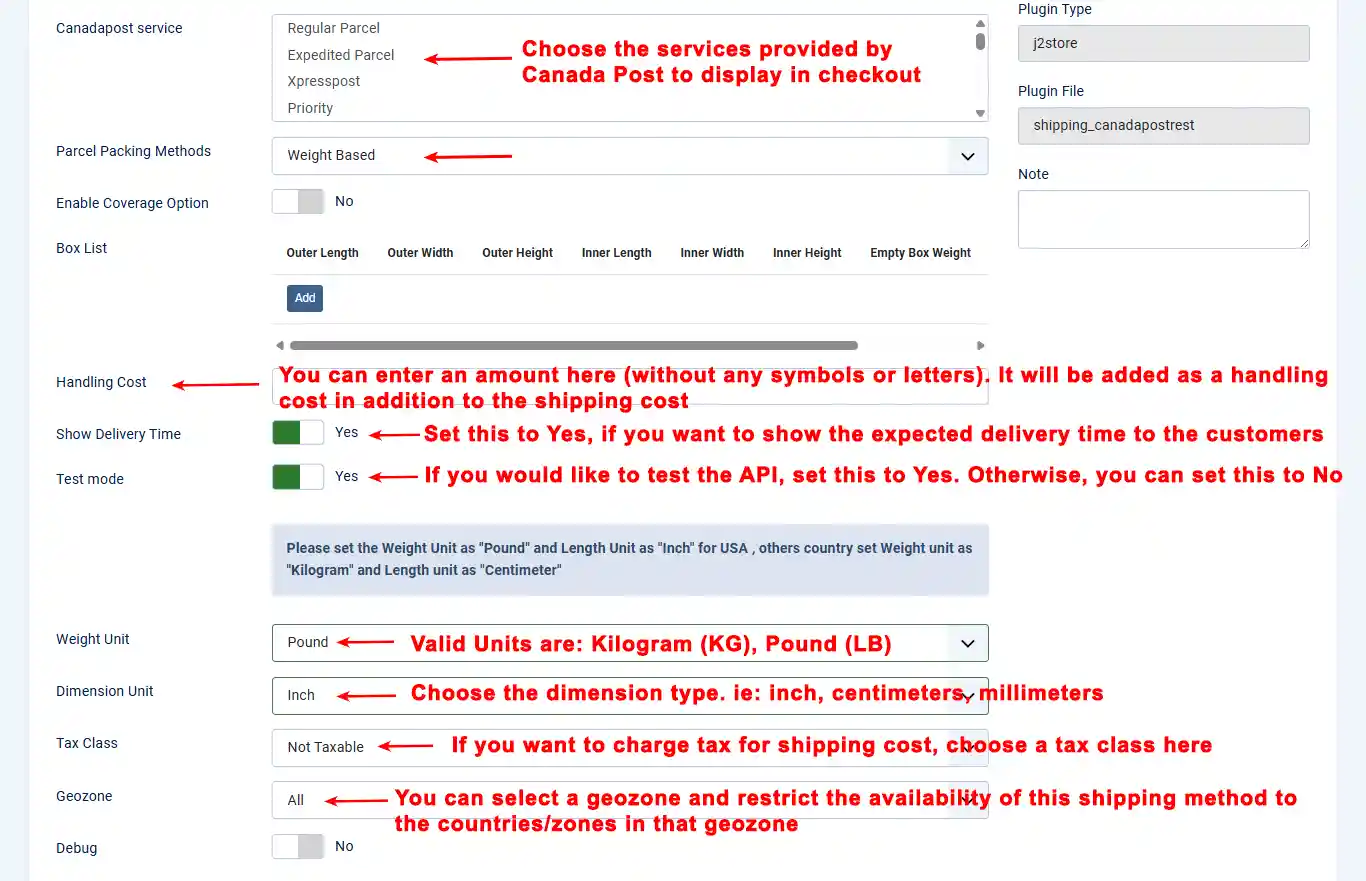 Canadapost service
Regular Parcel
Expedited Parcel
Xpresspost
Priority
Choose the services provided by
Canada Post to display in checkout
Plugin Type
j2store
Plugin File
shipping_canadapostrest
Note
Parcel Packing Methods
Weight Based
Enable Coverage Option
No
Box List
Outer Length Outer Width Outer Height Inner Length Inner Width Inner Height Empty Box Weight
Add
Handling Cost
You can enter an amount here (without any symbols or letters). It will be added as a handling
cost in addition to the shipping cost
Show Delivery Time
Yes
Set this to Yes, if you want to show the expected delivery time to the customers
Test mode
Yes
If you would like to test the API, set this to Yes. Otherwise, you can set this to No
Please set the Weight Unit as "Pound" and Length Unit as "Inch" for USA , others country set Weight unit as
"Kilogram" and Length unit as "Centimeter"
Weight Unit
Pound
Valid Units are: Kilogram (KG), Pound (LB)
Dimension Unit
Inch
Choose the dimension type. ie: inch, centimeters, millimeters
Tax Class
Not Taxable
If you want to charge tax for shipping cost, choose a tax class here
Geozone
All
You can select a geozone and restrict the availability of this shipping method to
the countries/zones in that geozone
Debug
No